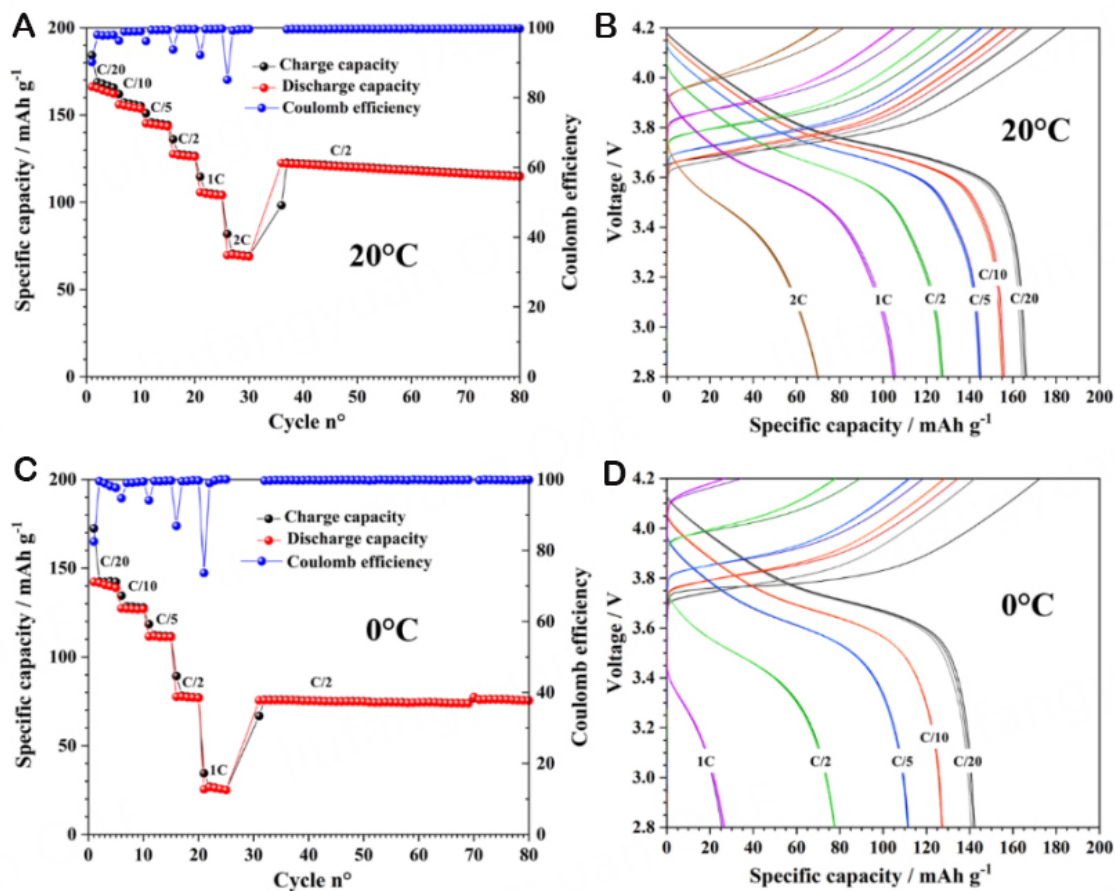 A
200
150
100
50
0
Specific capacity / mAh g⁻¹
C/20
C/10
C/5
C/2
1C
2C
C/2
Charge capacity
Discharge capacity
Coulomb efficiency
20°C
100
80
60
40
20
0
Coulomb efficiency
0 10 20 30 40 50 60 70 80
Cycle n°
B
4.2
4.0
3.8
3.6
3.4
3.2
3.0
2.8
Voltage / V
20°C
2C
1C
C/2
C/5
C/10
C/20
0 20 40 60 80 100 120 140 160 180 200
Specific capacity / mAh g⁻¹
C
200
150
100
50
0
Specific capacity / mAh g⁻¹
C/20
C/10
C/5
C/2
1C
C/2
Charge capacity
Discharge capacity
Coulomb efficiency
0°C
100
80
60
40
20
0
Coulomb efficiency
0 10 20 30 40 50 60 70 80
Cycle n°
D
4.2
4.0
3.8
3.6
3.4
3.2
3.0
2.8
Voltage / V
0°C
1C
C/2
C/5
C/10
C/20
0 20 40 60 80 100 120 140 160 180 200
Specific capacity / mAh g⁻¹